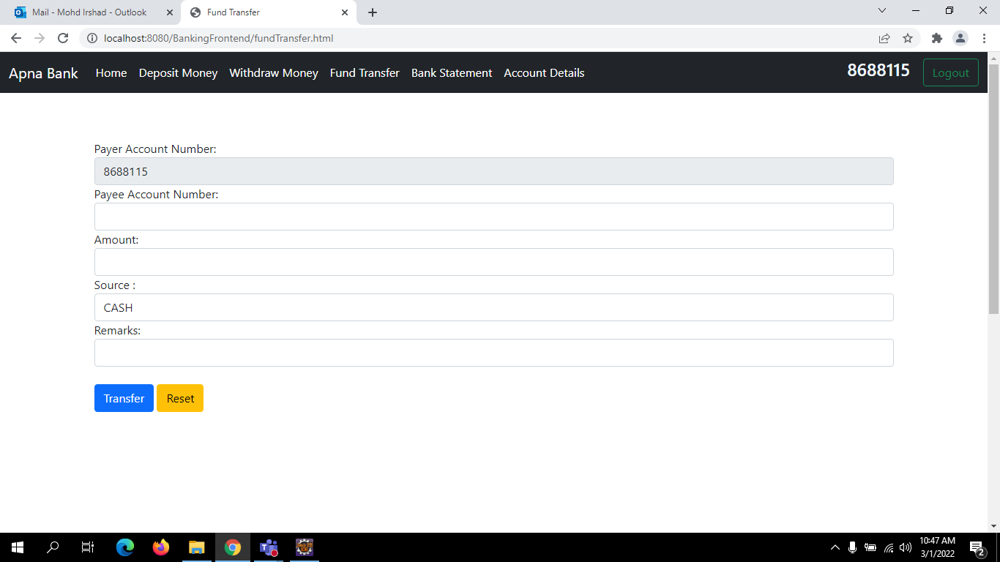 Mail - Mohd Irshad - Outlook
Fund Transfer
localhost:8080/BankingFrontend/fundTransfer.html
Apna Bank Home Deposit Money Withdraw Money Fund Transfer Bank Statement Account Details 8688115 Logout
Payer Account Number:
8688115
Payee Account Number:
Amount:
Source :
CASH
Remarks:
Transfer Reset
10:47 AM
3/1/2022
2